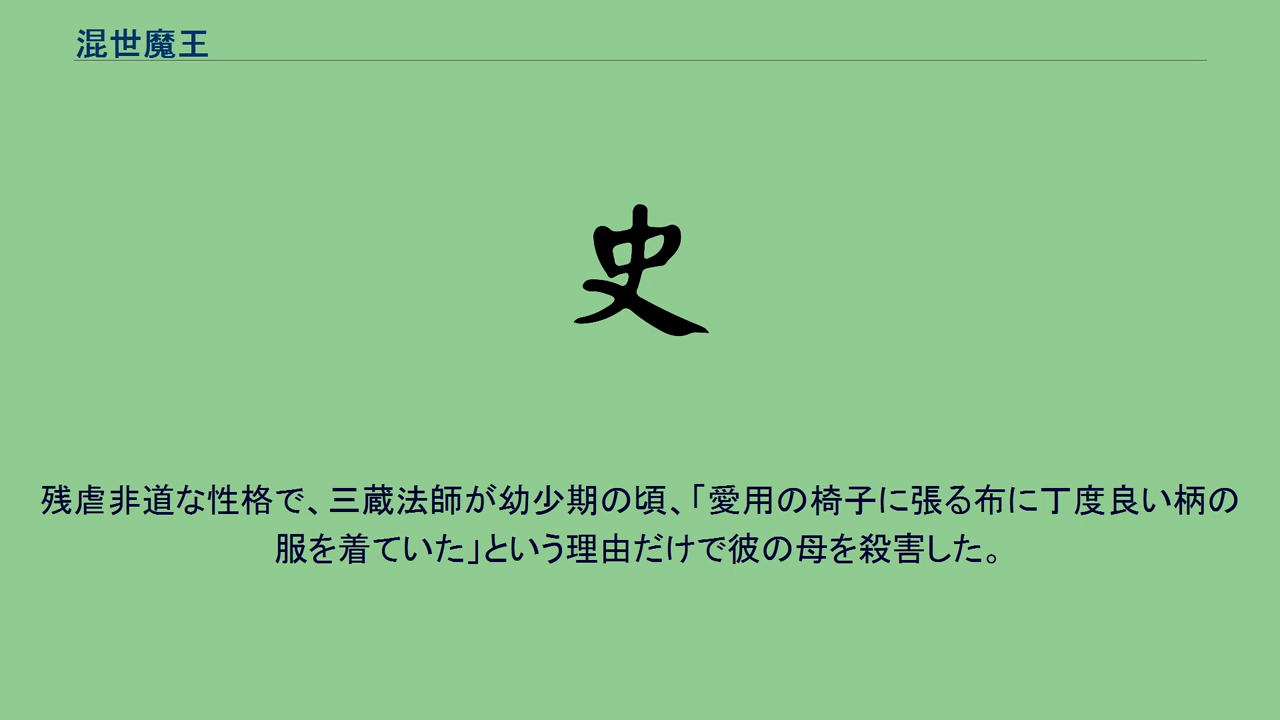 混世魔王
史
残虐非道な性格で、三蔵法師が幼少期の頃、「愛用の椅子に張る布に丁度良い柄の
服を着ていた」という理由だけで彼の母を殺害した。